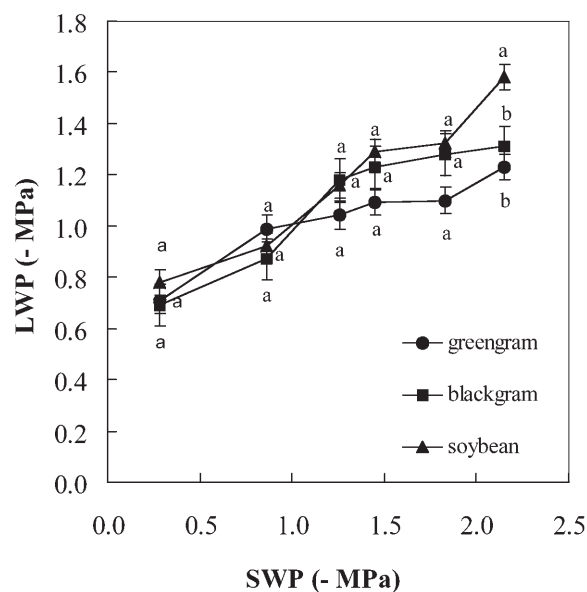 1.8
a
1.6
a
b
1.4
a
a
a
a
a
a
1.2
b
a
1.0
a
a
a
a
LWP (- MPa)
0.8
a
a
0.6
a
greengram
0.4
blackgram
0.2
soybean
0.0
0.0 0.5 1.0 1.5 2.0 2.5
SWP (- MPa)